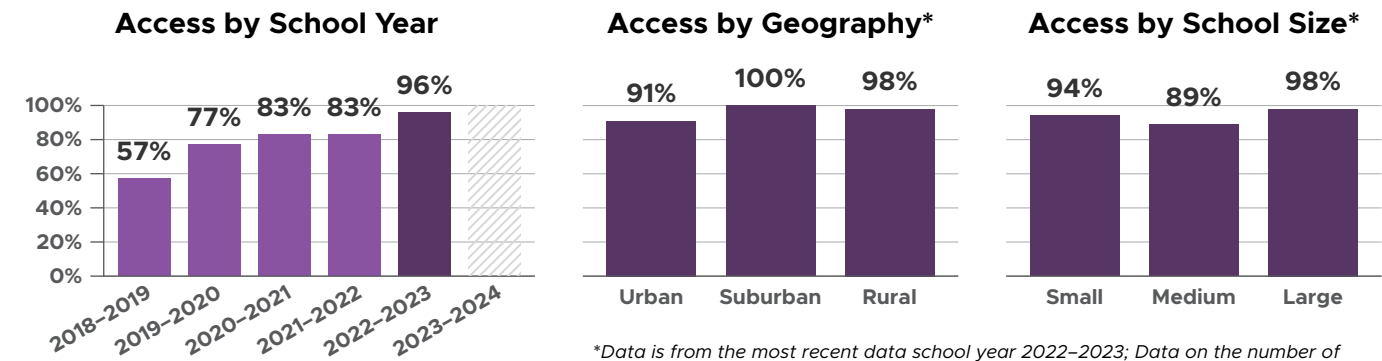 Access by School Year
57%
77%
83%
83%
96%
100%
80%
60%
40%
20%
0%
2018–2019
2019–2020
2020–2021
2021–2022
2022–2023
2023–2024
Access by Geography*
91%
100%
98%
Urban
Suburban
Rural
Access by School Size*
94%
89%
98%
Small
Medium
Large
*Data is from the most recent data school year 2022–2023; Data on the number of